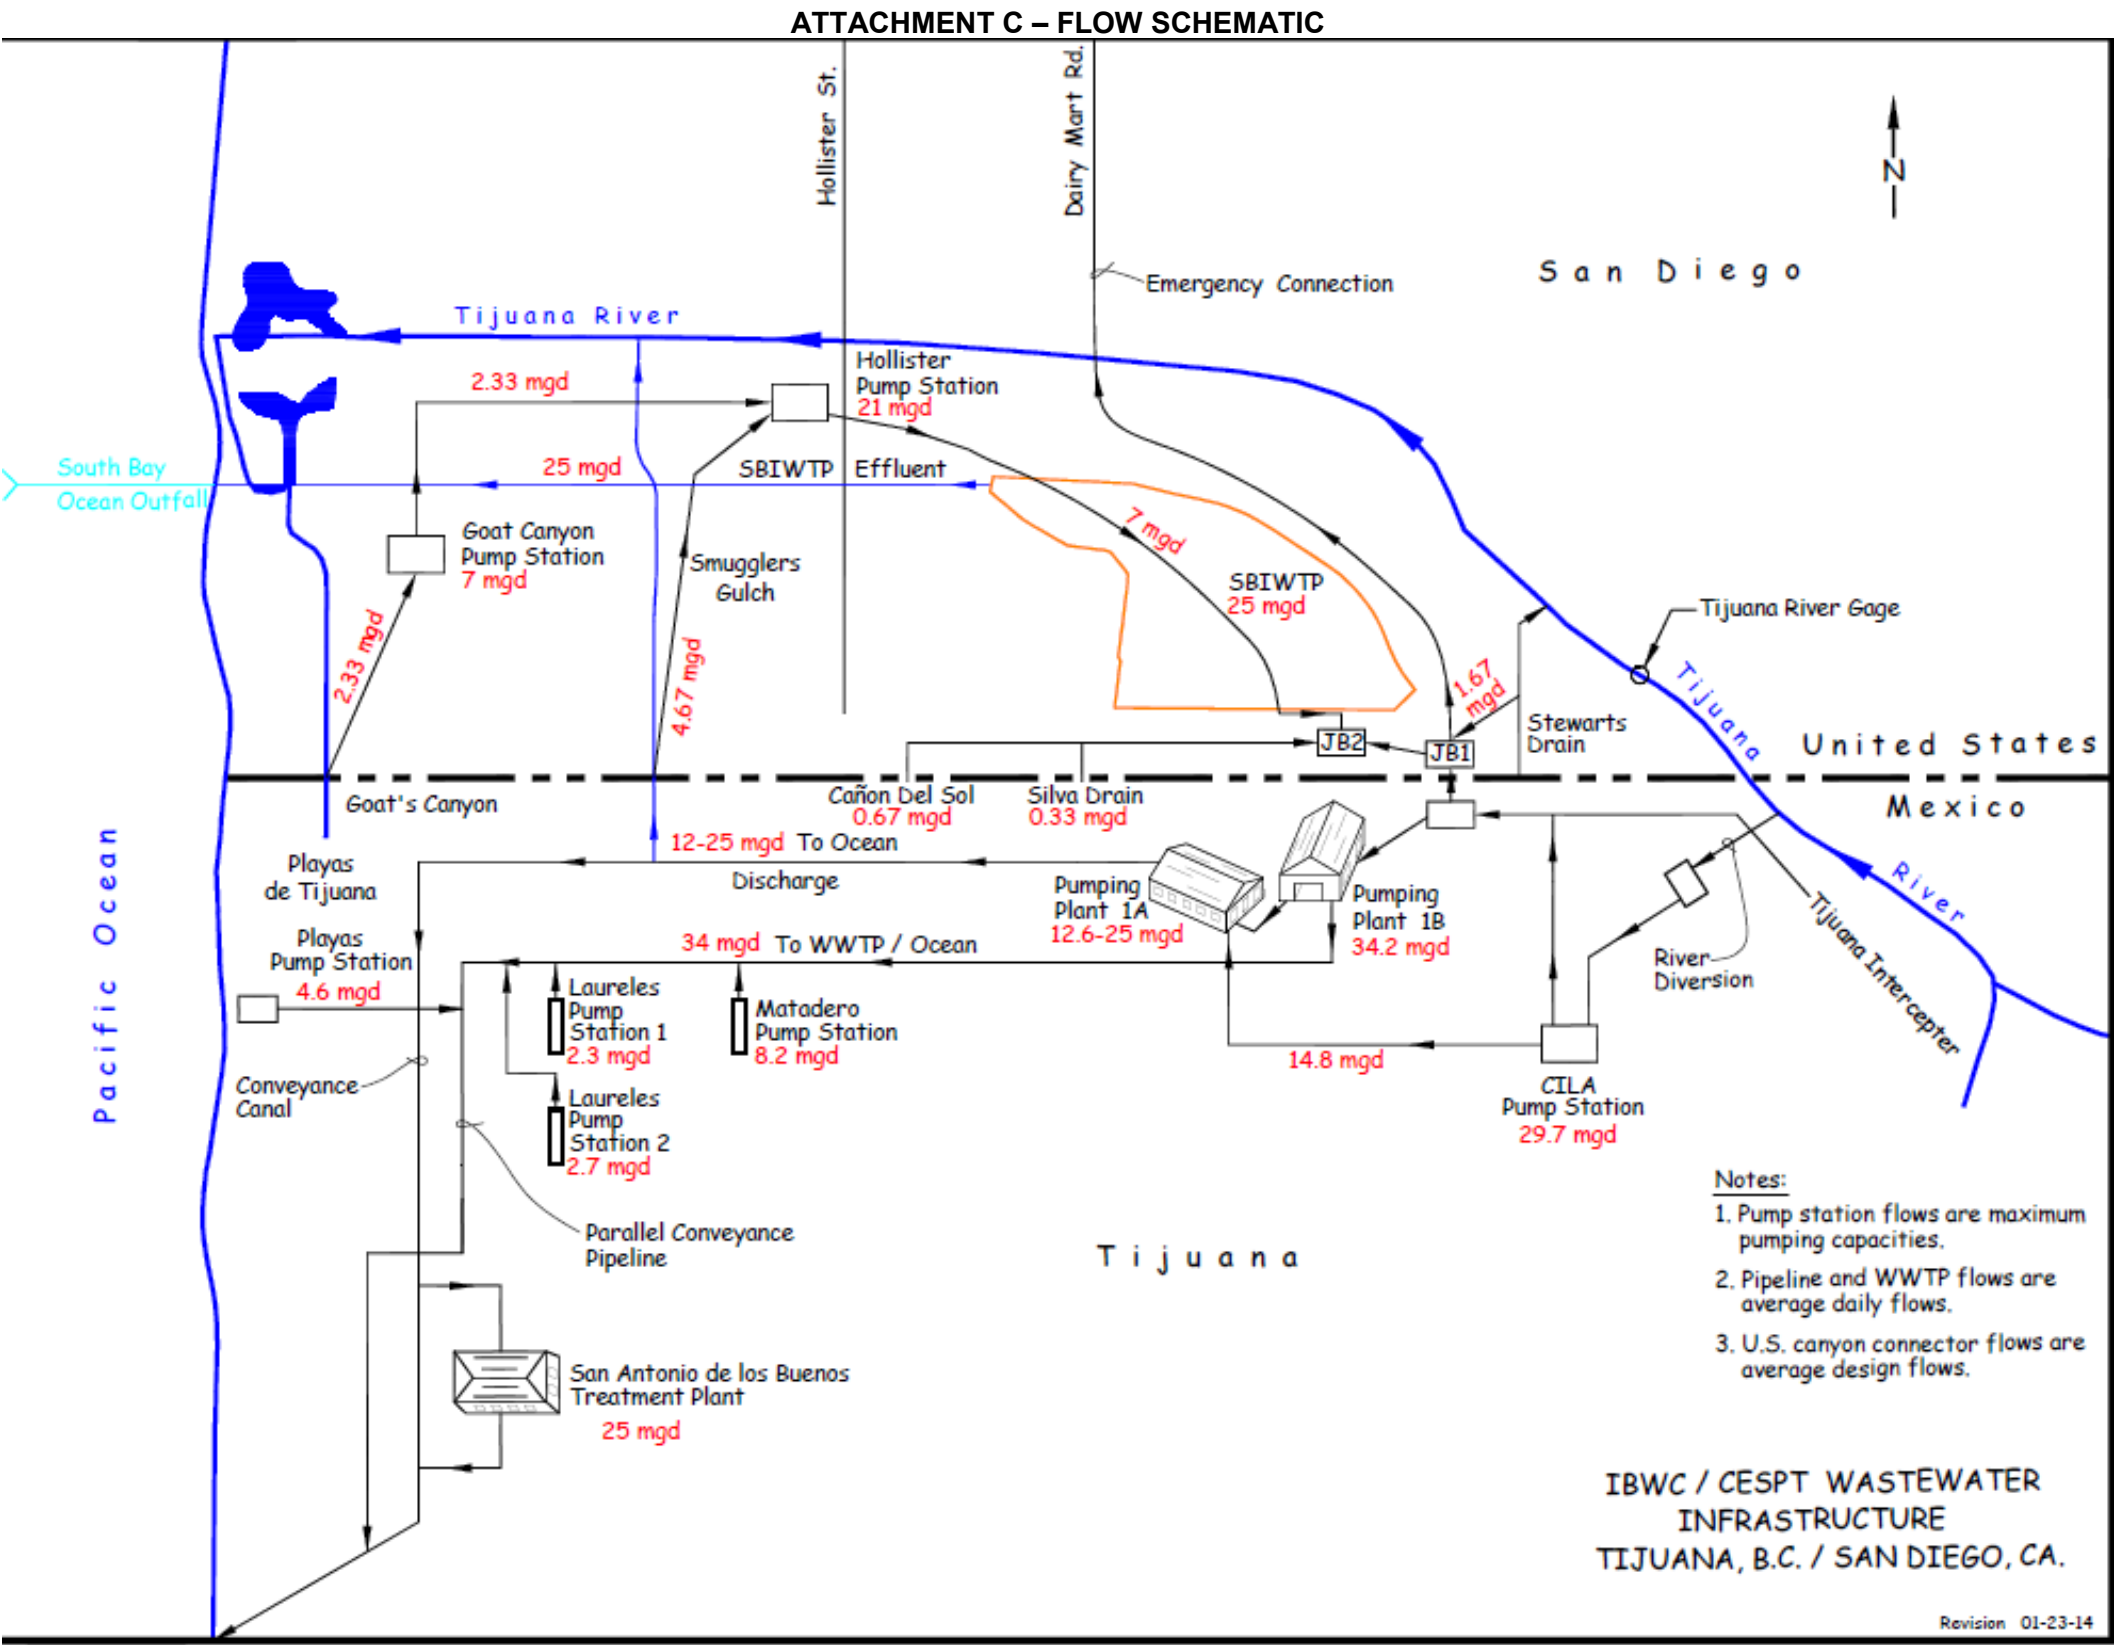 ATTACHMENT C – FLOW SCHEMATIC
Hollister St.
Dairy Mart Rd.
N
San Diego
Emergency Connection
Tijuana River
Hollister
Pump Station
21 mgd
2.33 mgd
South Bay
Ocean Outfall
25 mgd
SBIWTP Effluent
Goat Canyon
Pump Station
7 mgd
7 mgd
Smugglers
Gulch
SBIWTP
25 mgd
Tijuana River Gage
2.33 mgd
4.67 mgd
1.67
mgd
Stewarts
Drain
Tijuana
JB2
JB1
United States
Goat's Canyon
Cañon Del Sol
0.67 mgd
Silva Drain
0.33 mgd
Mexico
12-25 mgd To Ocean
Discharge
Playas
de Tijuana
Pumping
Plant 1A
12.6-25 mgd
Pumping
Plant 1B
34.2 mgd
River
Pacific Ocean
Playas
Pump Station
4.6 mgd
34 mgd To WWTP / Ocean
River
Diversion
Tijuana Intercepter
Laureles
Pump
Station 1
2.3 mgd
Matadero
Pump Station
8.2 mgd
14.8 mgd
CILA
Pump Station
29.7 mgd
Conveyance
Canal
Laureles
Pump
Station 2
2.7 mgd
Parallel Conveyance
Pipeline
Tijuana
Notes:
1. Pump station flows are maximum
pumping capacities.
2. Pipeline and WWTP flows are
average daily flows.
3. U.S. canyon connector flows are
average design flows.
San Antonio de los Buenos
Treatment Plant
25 mgd
IBWC / CESPT WASTEWATER
INFRASTRUCTURE
TIJUANA, B.C. / SAN DIEGO, CA.
Revision 01-23-14